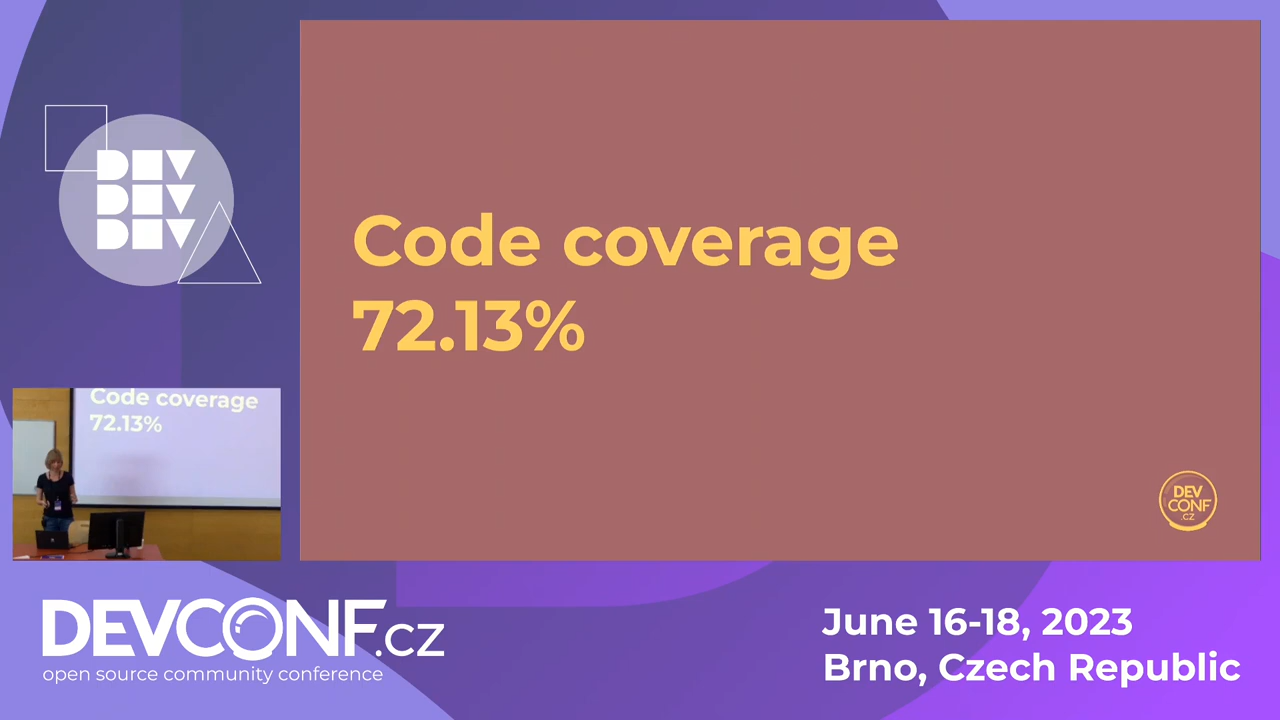 DEV
DEV
DEV
Code coverage
72.13%
DEV
CONF
.CZ
Code coverage
72.13%
DEVCONF.cz
open source community conference
June 16-18, 2023
Brno, Czech Republic